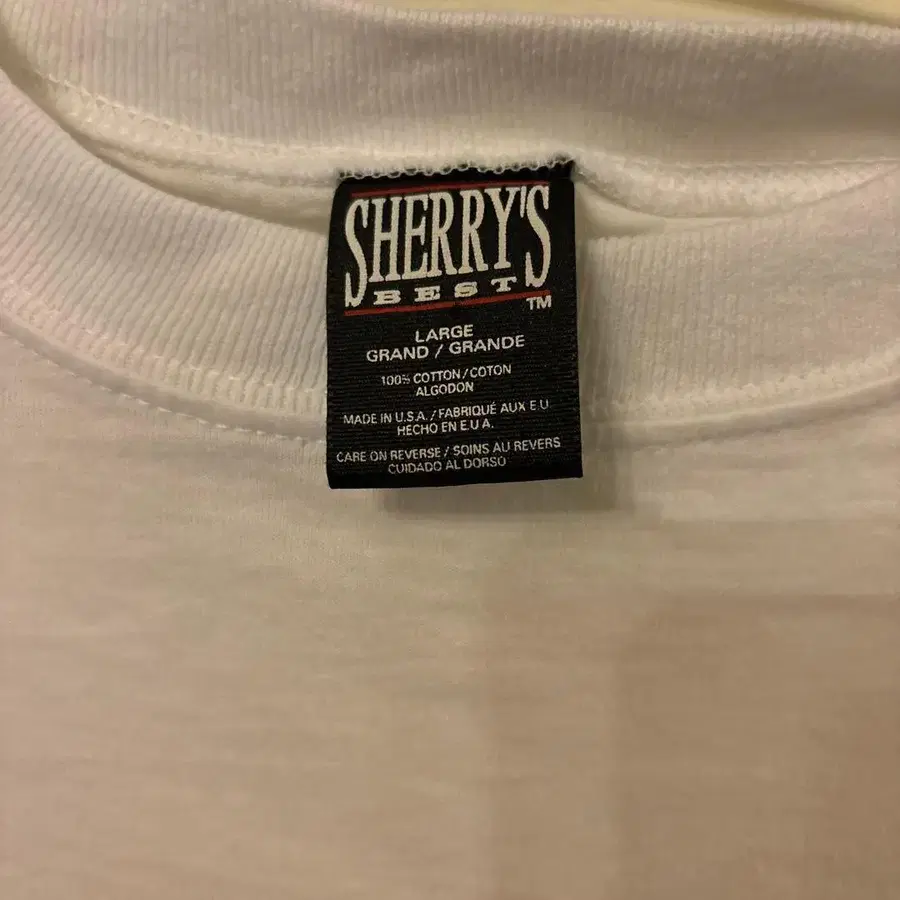 SHERRY'S
BEST
TM
LARGE
GRAND / GRANDE
100% COTTON / COTON
ALGODON
MADE IN U.S.A. / FABRIQUÉ AUX E.U
HECHO EN E.U A.
CARE ON REVERSE / SOINS AU REVERS
CUIDADO AL DORSO